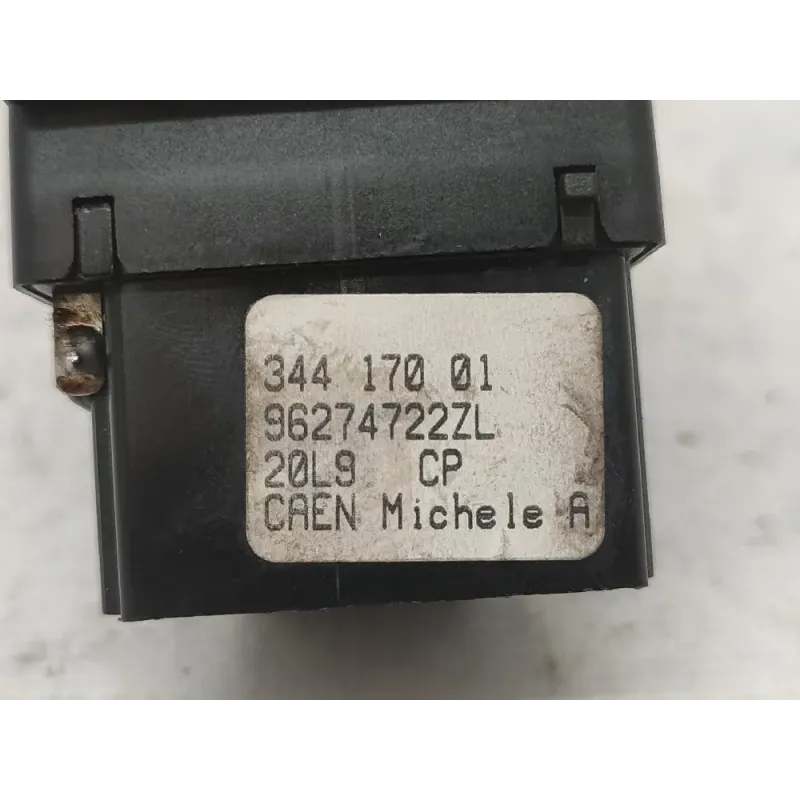 344 170 01
96274722ZL
20L9 CP
CAEN Michele A